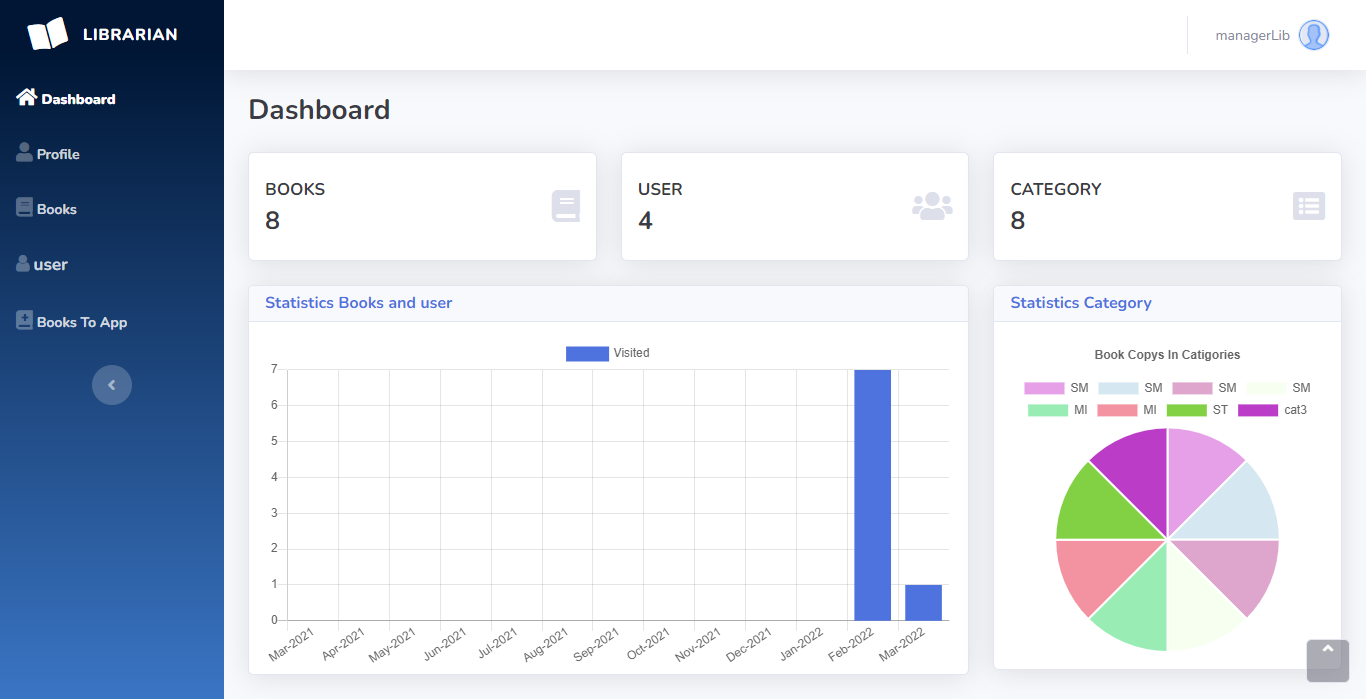 LIBRARIAN
managerLib
Dashboard
Profile
Books
user
Books To App
Dashboard
BOOKS
8
USER
4
CATEGORY
8
Statistics Books and user
Visited
7
6
5
4
3
2
1
0
Mar-2021 Apr-2021 May-2021 Jun-2021 Jul-2021 Aug-2021 Sep-2021 Oct-2021 Nov-2021 Dec-2021 Jan-2022 Feb-2022 Mar-2022
Statistics Category
Book Copys In Catigories
SM SM SM SM
MI MI ST cat3